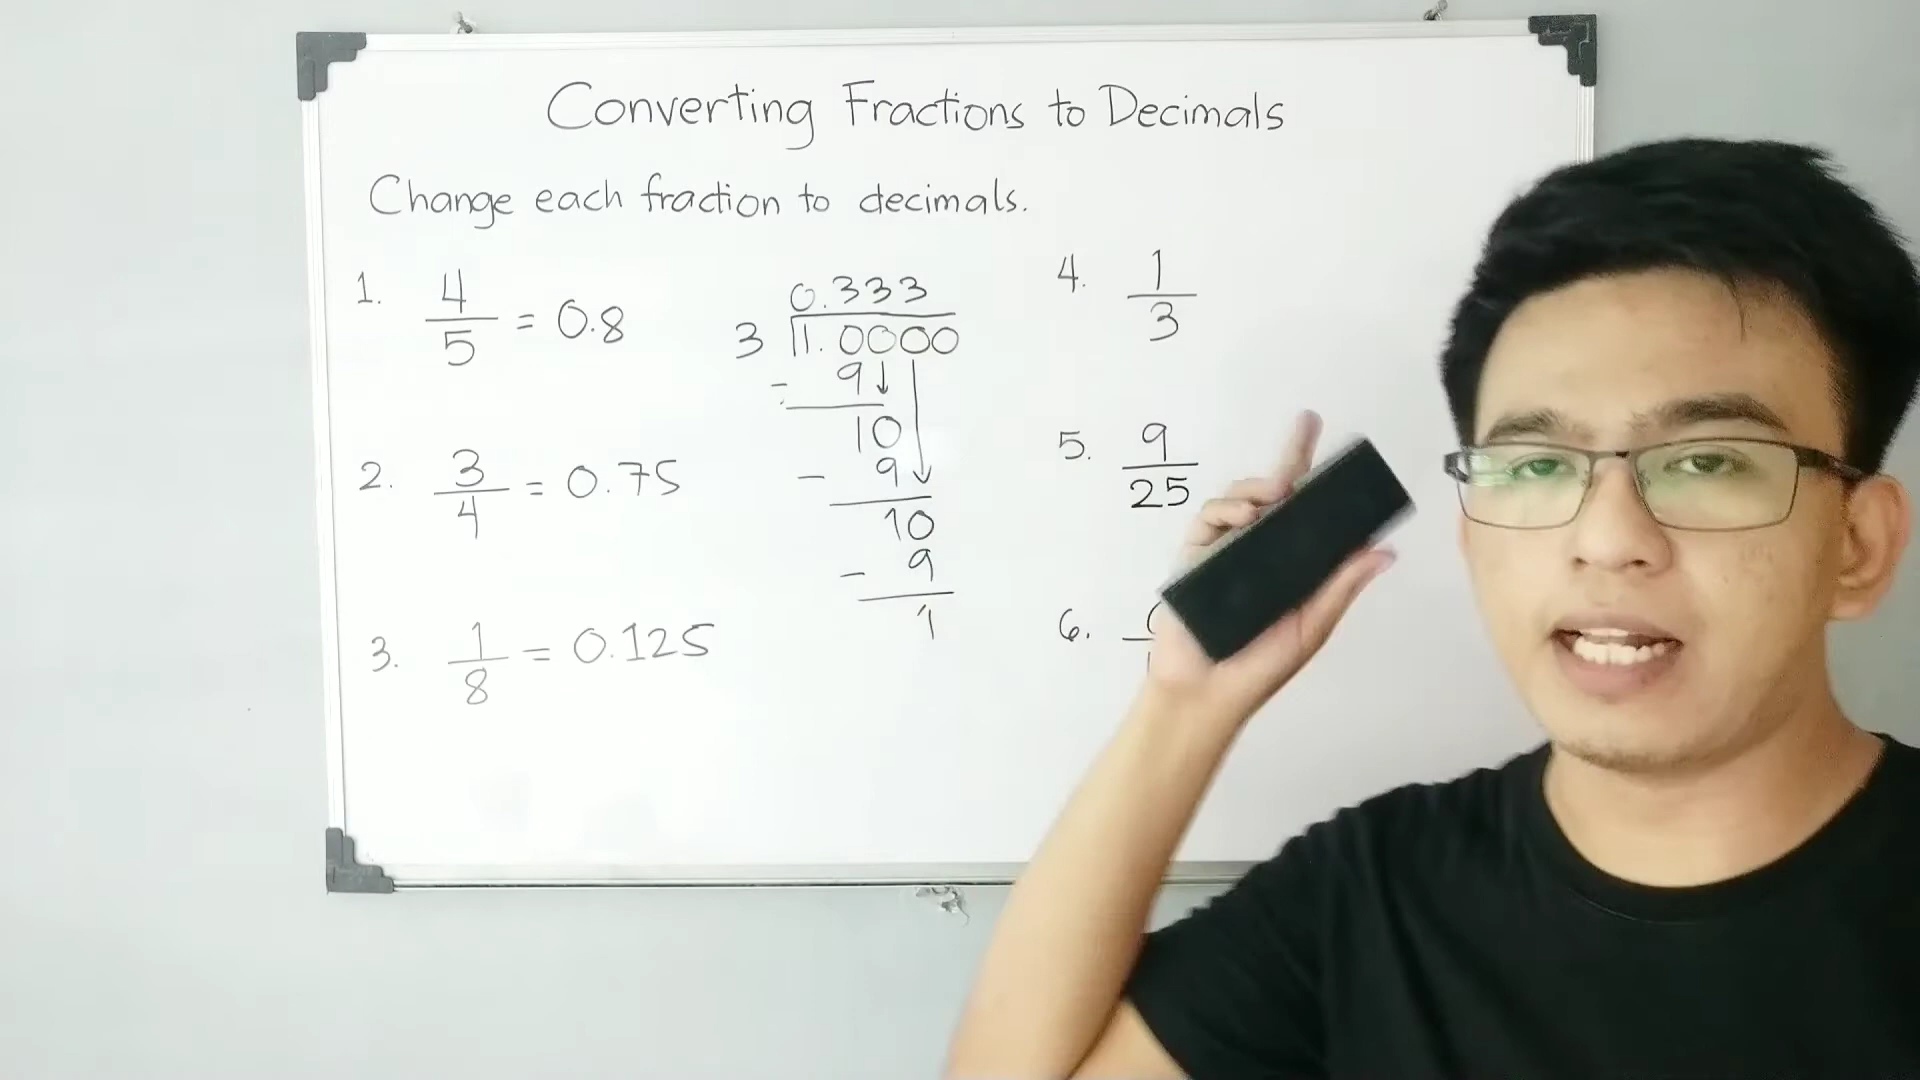 Converting Fractions to Decimals
Change each fraction to decimals.
1. 4/5 = 0.8
2. 3/4 = 0.75
3. 1/8 = 0.125
0.333
3 1.0000
- 9↓
10
- 9↓
10
- 9
1
4. 1/3
5. 9/25
6.